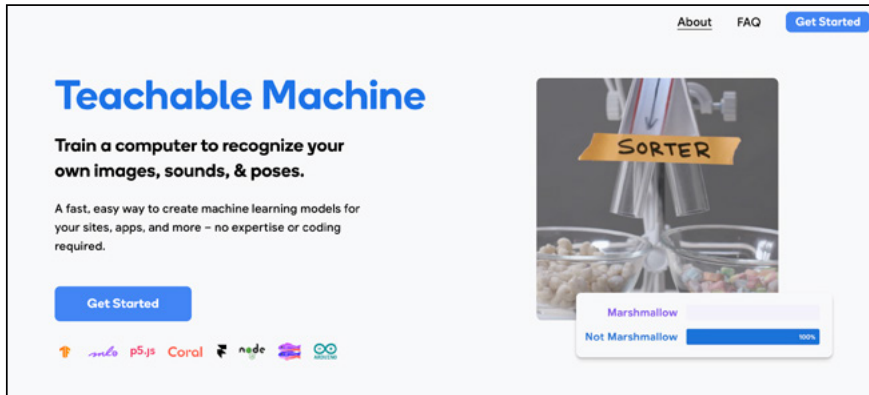 About FAQ Get Started
Teachable Machine
Train a computer to recognize your
own images, sounds, & poses.
A fast, easy way to create machine learning models for
your sites, apps, and more – no expertise or coding
required.
Get Started
p5.js Coral node ARDUINO
SORTER
Marshmallow
Not Marshmallow 100%